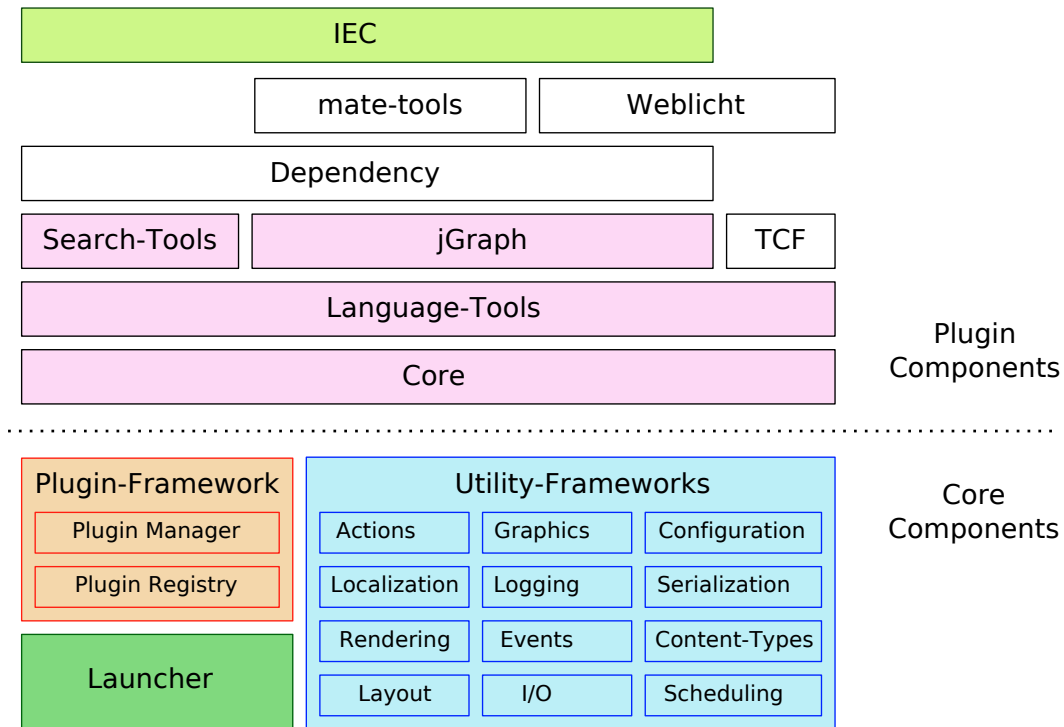 IEC
mate-tools
Weblicht
Dependency
Search-Tools
jGraph
TCF
Language-Tools
Core
Plugin
Components
Plugin-Framework
Plugin Manager
Plugin Registry
Launcher
Utility-Frameworks
Actions
Graphics
Configuration
Localization
Logging
Serialization
Rendering
Events
Content-Types
Layout
I/O
Scheduling
Core
Components